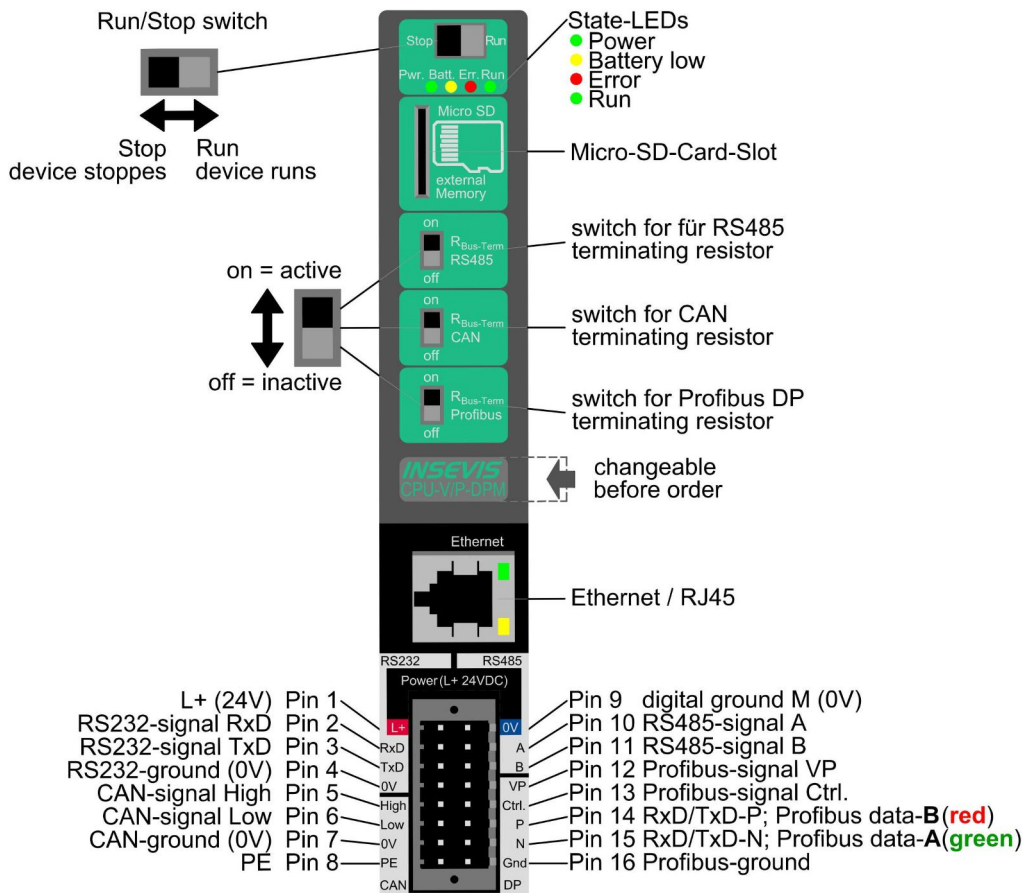 Run/Stop switch
Stop
device stoppes
Run
device runs
on = active
off = inactive
Stop
Run
Pwr. Batt. Err. Run
Micro SD
external
Memory
on
RBus-Term
RS485
off
on
RBus-Term
CAN
off
on
RBus-Term
Profibus
off
INSEVIS
CPU-V/P-DPM
Ethernet
RS232
RS485
Power(L+ 24VDC)
State-LEDs
Power
Battery low
Error
Run
Micro-SD-Card-Slot
switch for für RS485
terminating resistor
switch for CAN
terminating resistor
switch for Profibus DP
terminating resistor
changeable
before order
Ethernet / RJ45
L+ (24V) Pin 1
RS232-signal RxD Pin 2
RS232-signal TxD Pin 3
RS232-ground (0V) Pin 4
CAN-signal High Pin 5
CAN-signal Low Pin 6
CAN-ground (0V) Pin 7
PE Pin 8
L+
RxD
TxD
0V
High
Low
0V
PE
CAN
0V
A
B
VP
Ctrl.
P
N
Gnd
DP
Pin 9 digital ground M (0V)
Pin 10 RS485-signal A
Pin 11 RS485-signal B
Pin 12 Profibus-signal VP
Pin 13 Profibus-signal Ctrl.
Pin 14 RxD/TxD-P; Profibus data-B(red)
Pin 15 RxD/TxD-N; Profibus data-A(green)
Pin 16 Profibus-ground